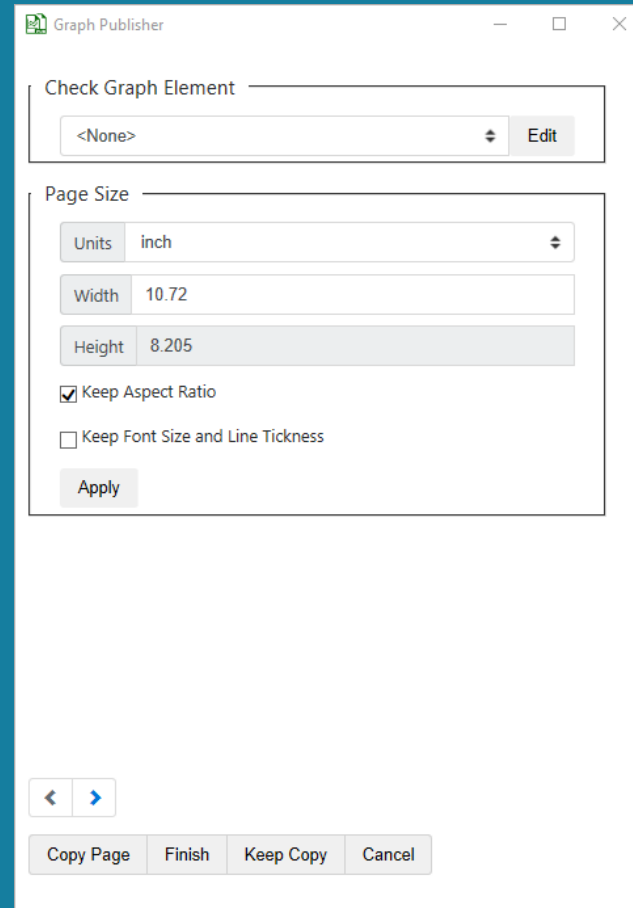 Graph Publisher
Check Graph Element
<None>
Edit
Page Size
Units inch
Width 10.72
Height 8.205
Keep Aspect Ratio
Keep Font Size and Line Tickness
Apply
Copy Page Finish Keep Copy Cancel